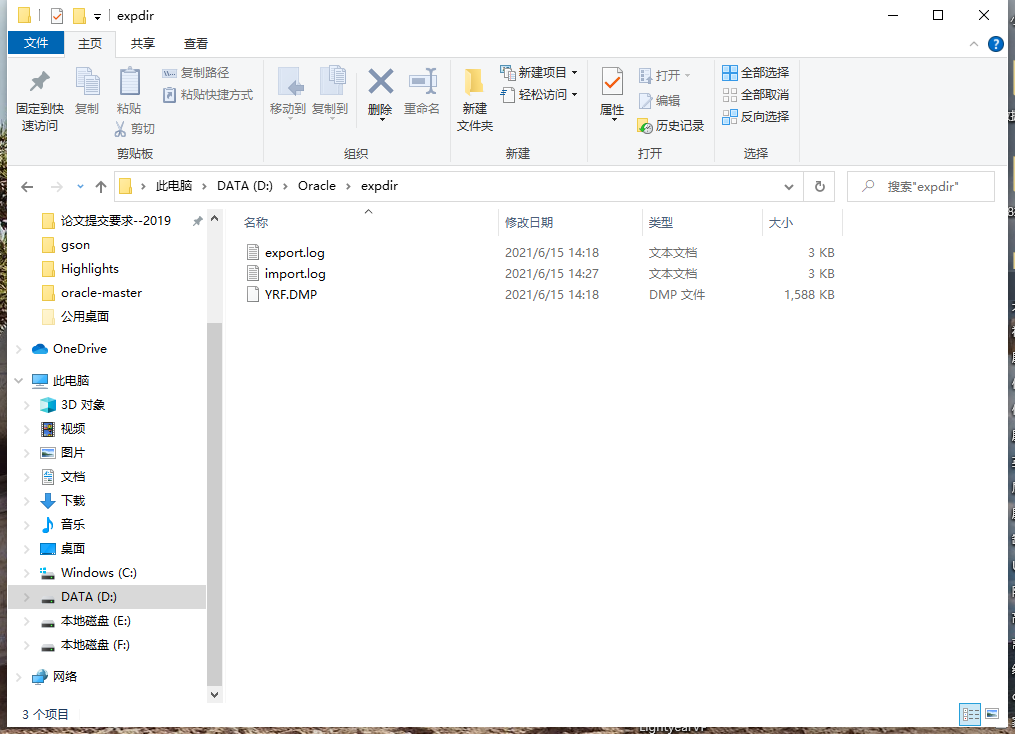 expdir
文件 主页 共享 查看
固定到快速访问
复制
粘贴
复制路径
粘贴快捷方式
剪切
剪贴板
移动到
复制到
删除
重命名
组织
新建文件夹
新建项目
轻松访问
新建
属性
打开
编辑
历史记录
打开
全部选择
全部取消
反向选择
选择
此电脑 DATA (D:) Oracle expdir
搜索"expdir"
论文提交要求--2019
gson
Highlights
oracle-master
公用桌面
OneDrive
此电脑
3D 对象
视频
图片
文档
下载
音乐
桌面
Windows (C:)
DATA (D:)
本地磁盘 (E:)
本地磁盘 (F:)
网络
名称 修改日期 类型 大小
export.log 2021/6/15 14:18 文本文档 3 KB
import.log 2021/6/15 14:27 文本文档 3 KB
YRF.DMP 2021/6/15 14:18 DMP 文件 1,588 KB
3 个项目